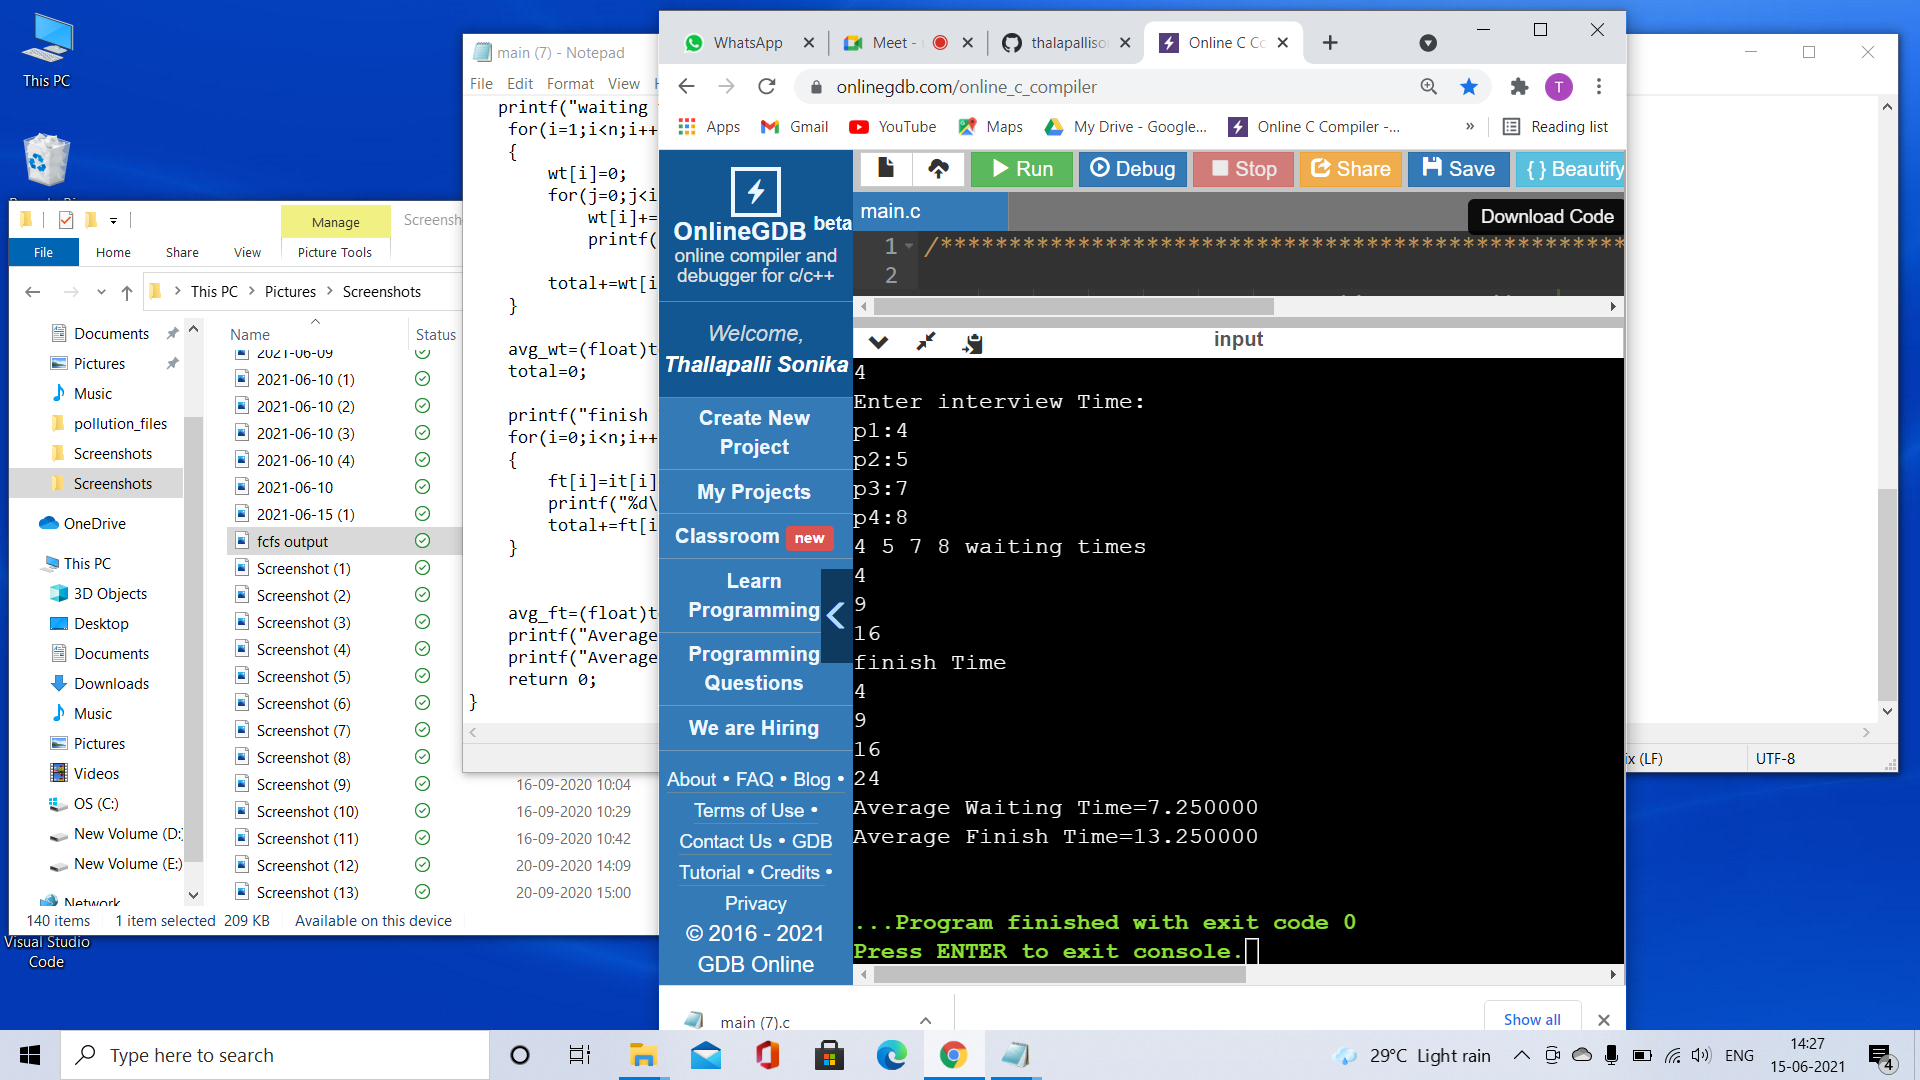 This PC
Visual Studio
Code
Manage
Screensh
File
Home
Share
View
Picture Tools
This PC > Pictures > Screenshots
Documents
Pictures
Music
pollution_files
Screenshots
Screenshots
OneDrive
This PC
3D Objects
Desktop
Documents
Downloads
Music
Pictures
Videos
OS (C:)
New Volume (D:)
New Volume (E:)
Network
Name
Status
2021-06-09
2021-06-10 (1)
2021-06-10 (2)
2021-06-10 (3)
2021-06-10 (4)
2021-06-10
2021-06-15 (1)
fcfs output
Screenshot (1)
Screenshot (2)
Screenshot (3)
Screenshot (4)
Screenshot (5)
Screenshot (6)
Screenshot (7)
Screenshot (8)
Screenshot (9)
16-09-2020 10:04
Screenshot (10)
16-09-2020 10:29
Screenshot (11)
16-09-2020 10:42
Screenshot (12)
20-09-2020 14:09
Screenshot (13)
20-09-2020 15:00
140 items
1 item selected 209 KB
Available on this device
main (7) - Notepad
File Edit Format View
printf("waiting
for(i=1;i<n;i++
{
wt[i]=0;
for(j=0;j<i
wt[i]+=
printf(
total+=wt[i
}
avg_wt=(float)t
total=0;
printf("finish
for(i=0;i<n;i++
{
ft[i]=it[i]
printf("%d\
total+=ft[i
}
avg_ft=(float)t
printf("Average
printf("Average
return 0;
}
ix (LF)
UTF-8
WhatsApp
Meet -
thalapalliso
Online C Co
onlinegdb.com/online_c_compiler
T
Apps
Gmail
YouTube
Maps
My Drive - Google...
Online C Compiler -...
»
Reading list
OnlineGDB beta
online compiler and
debugger for c/c++
Welcome,
Thallapalli Sonika
Create New
Project
My Projects
Classroom new
Learn
Programming
Programming
Questions
We are Hiring
About • FAQ • Blog •
Terms of Use •
Contact Us • GDB
Tutorial • Credits •
Privacy
© 2016 - 2021
GDB Online
Run
Debug
Stop
Share
Save
{ } Beautify
main.c
Download Code
1 /******************************************************
2
input
4
Enter interview Time:
p1:4
p2:5
p3:7
p4:8
4 5 7 8 waiting times
4
9
16
finish Time
4
9
16
24
Average Waiting Time=7.250000
Average Finish Time=13.250000
...Program finished with exit code 0
Press ENTER to exit console.
main (7).c
Show all
Type here to search
29°C Light rain
ENG
14:27
15-06-2021
4